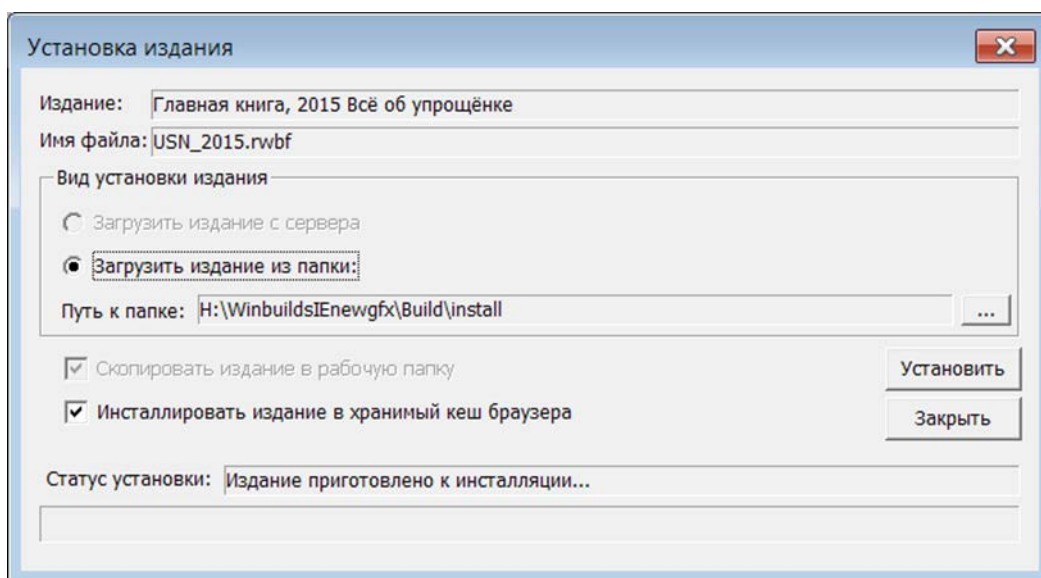 Установка издания
Издание: Главная книга, 2015 Всё об упрощёнке
Имя файла: USN_2015.rwbf
Вид установки издания
Загрузить издание с сервера
Загрузить издание из папки:
Путь к папке: H:\WinbuildsIEnewgfx\Build\install ...
Скопировать издание в рабочую папку
Установить
Инсталлировать издание в хранимый кеш браузера
Закрыть
Статус установки: Издание приготовлено к инсталляции...